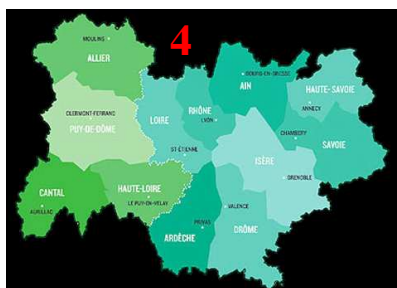 4
MOULINS
ALLIER
BOURG-EN-BRESSE
AIN
HAUTE-SAVOIE
ANNECY
CLERMONT-FERRAND
PUY-DE-DÔME
LOIRE
RHÔNE
LYON
CHAMBERY
SAVOIE
ST-ÉTIENNE
ISÈRE
GRENOBLE
CANTAL
AURILLAC
HAUTE-LOIRE
LE PUY-EN-VELAY
VALENCE
PRIVAS
DRÔME
ARDÈCHE